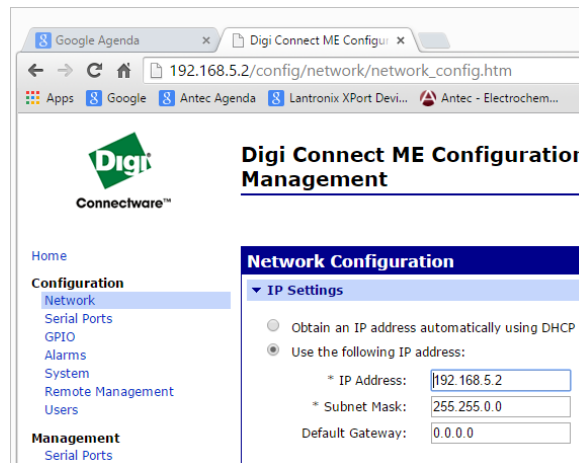 Google Agenda
Digi Connect ME Configur
192.168.5.2/config/network/network_config.htm
Apps
Google
Antec Agenda
Lantronix XPort Devi...
Antec - Electrochem...
Digi
Connectware™
Digi Connect ME Configuration
Management
Home
Configuration
Network
Serial Ports
GPIO
Alarms
System
Remote Management
Users
Management
Serial Ports
Network Configuration
IP Settings
Obtain an IP address automatically using DHCP
Use the following IP address:
* IP Address: 192.168.5.2
* Subnet Mask: 255.255.0.0
Default Gateway: 0.0.0.0